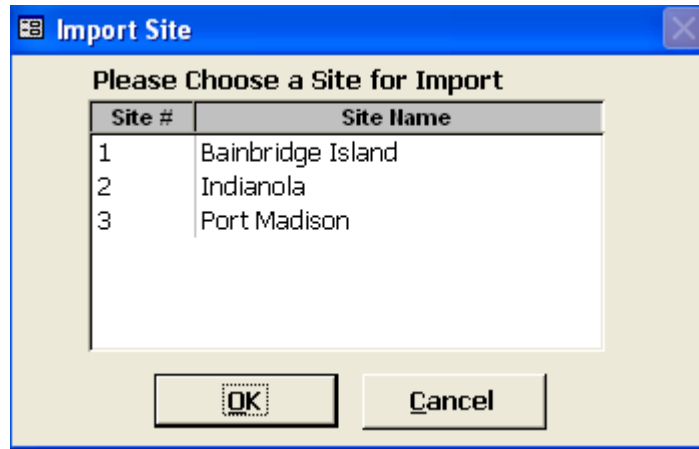 Import Site
Please Choose a Site for Import
Site # Site Name
1 Bainbridge Island
2 Indianola
3 Port Madison
OK Cancel